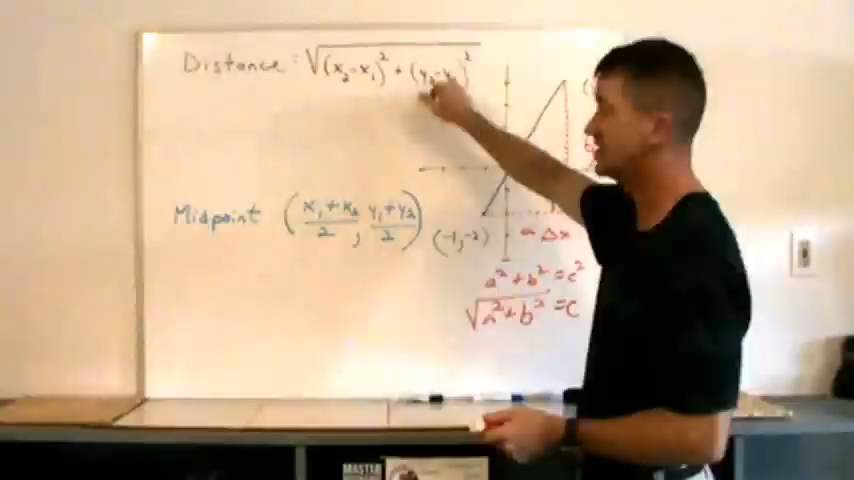 Distance: √(x₂-x₁)² + (y₂-y₁)²
Midpoint (x₁+x₂/2, y₁+y₂/2)
(-1,-2)
a Δx
a²+b²=c²
√a²+b² =c
MASTER